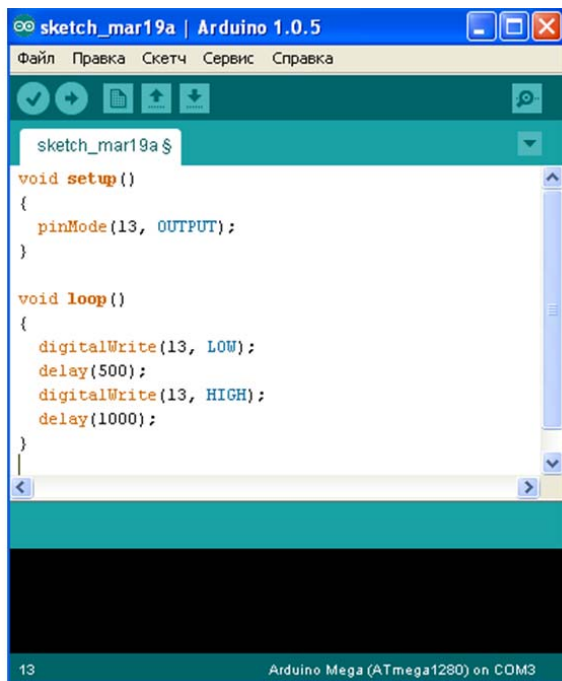 sketch_mar19a | Arduino 1.0.5
Файл Правка Скетч Сервис Справка
sketch_mar19a §
void setup()
{
  pinMode(13, OUTPUT);
}
void loop()
{
  digitalWrite(13, LOW);
  delay(500);
  digitalWrite(13, HIGH);
  delay(1000);
}
13 Arduino Mega (ATmega1280) on COM3